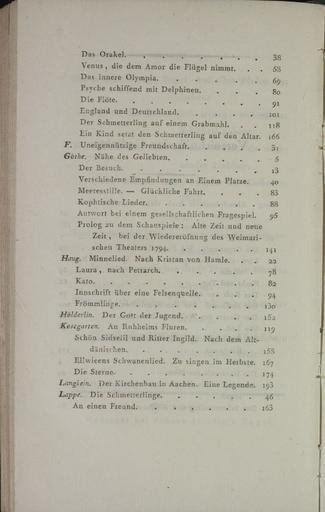 Das Orakel. . . . . . . . 38
Venus, die dem Amor die Flügel nimmt. . . 58
Das innere Olympia. . . . . . 69
Psyche schiffend mit Delphinen. . . . 80
Die Flöte. . . . . . . . 91
England und Deutschland. . . . . 101
Der Schmetterling auf einem Grabmahl. . . 118
Ein Kind setzt den Schmetterling auf den Altar. 166
F. Uneigennützige Freundschaft. . . . 31
Göthe. Nähe des Geliebten. . . . . 5
Der Besuch. . . . . . . . 13
Verschiedene Empfindungen an Einem Platze. 40
Meeresstille. — Glückliche Fahrt. . . . 83
Kophtische Lieder. . . . . . 88
Antwort bei einem gesellschaftlichen Fragespiel. 95
Prolog zu dem Schauspiele: Alte Zeit und neue
Zeit, bei der Wiedereröfnung des Weimari-
schen Theaters 1794. . . . . . 141
Haug. Minnelied. Nach Kristan von Hamle. . . 22
Laura, nach Petrarch. . . . . . 78
Kato. . . . . . . . . 82
Innschrift über eine Felsenquelle. . . . 94
Frömmlinge. . . . . . . . 130
Hölderlin. Der Gott der Jugend. . . . . 152
Kosegarten. An Ruhheims Fluren. . . . . 119
Schön Sidselil und Ritter Ingild. Nach dem Alt-
dänischen. . . . . . . . 158
Ellwieens Schwanenlied. Zu singen im Herbste. 167
Die Sterne. . . . . . . . 174
Langbein. Der Kirchenbau in Aachen. Eine Legende. 193
Lappe. Die Schmetterlinge. . . . . . 46
An einen Freund. . . . . . . 163